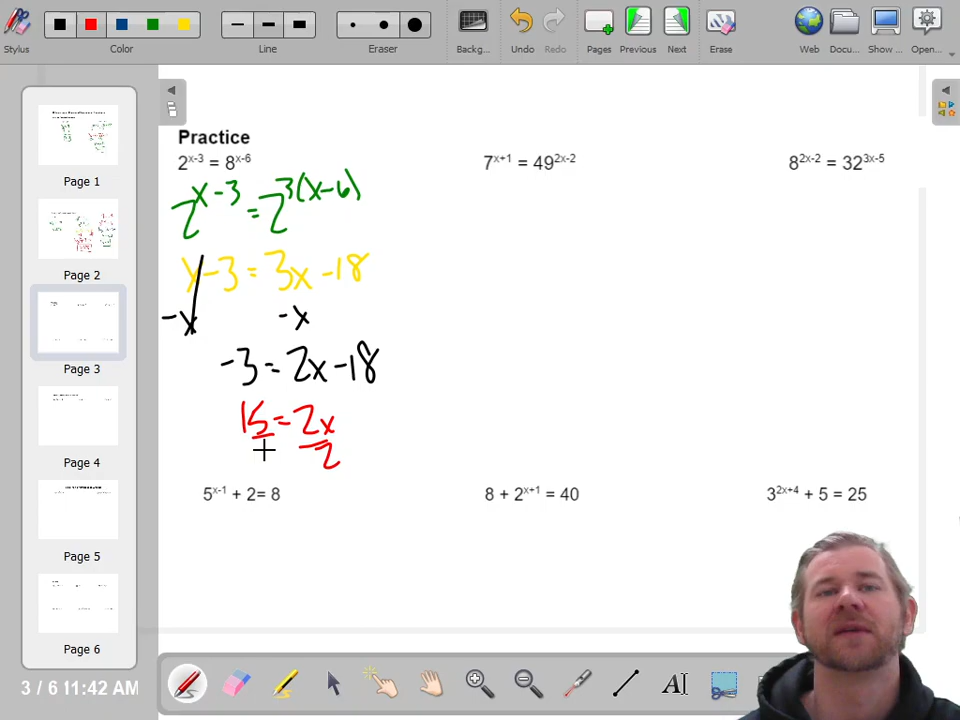 Stylus Color Line Eraser Backg... Undo Redo Pages Previous Next Erase Web Docu... Show ... Open...
Page 1
Page 2
Page 3
Page 4
Page 5
Page 6
3 / 6 11:42 AM
Practice
2^{x-3} = 8^{x-6}
7^{x+1} = 49^{2x-2}
8^{2x-2} = 32^{3x-5}
2^{x-3} = 2^{3(x-6)}
x-3 = 3x-18
-x -x
-3 = 2x-18
15 = 2x
2
5^{x-1} + 2= 8
8 + 2^{x+1} = 40
3^{2x+4} + 5 = 25
A